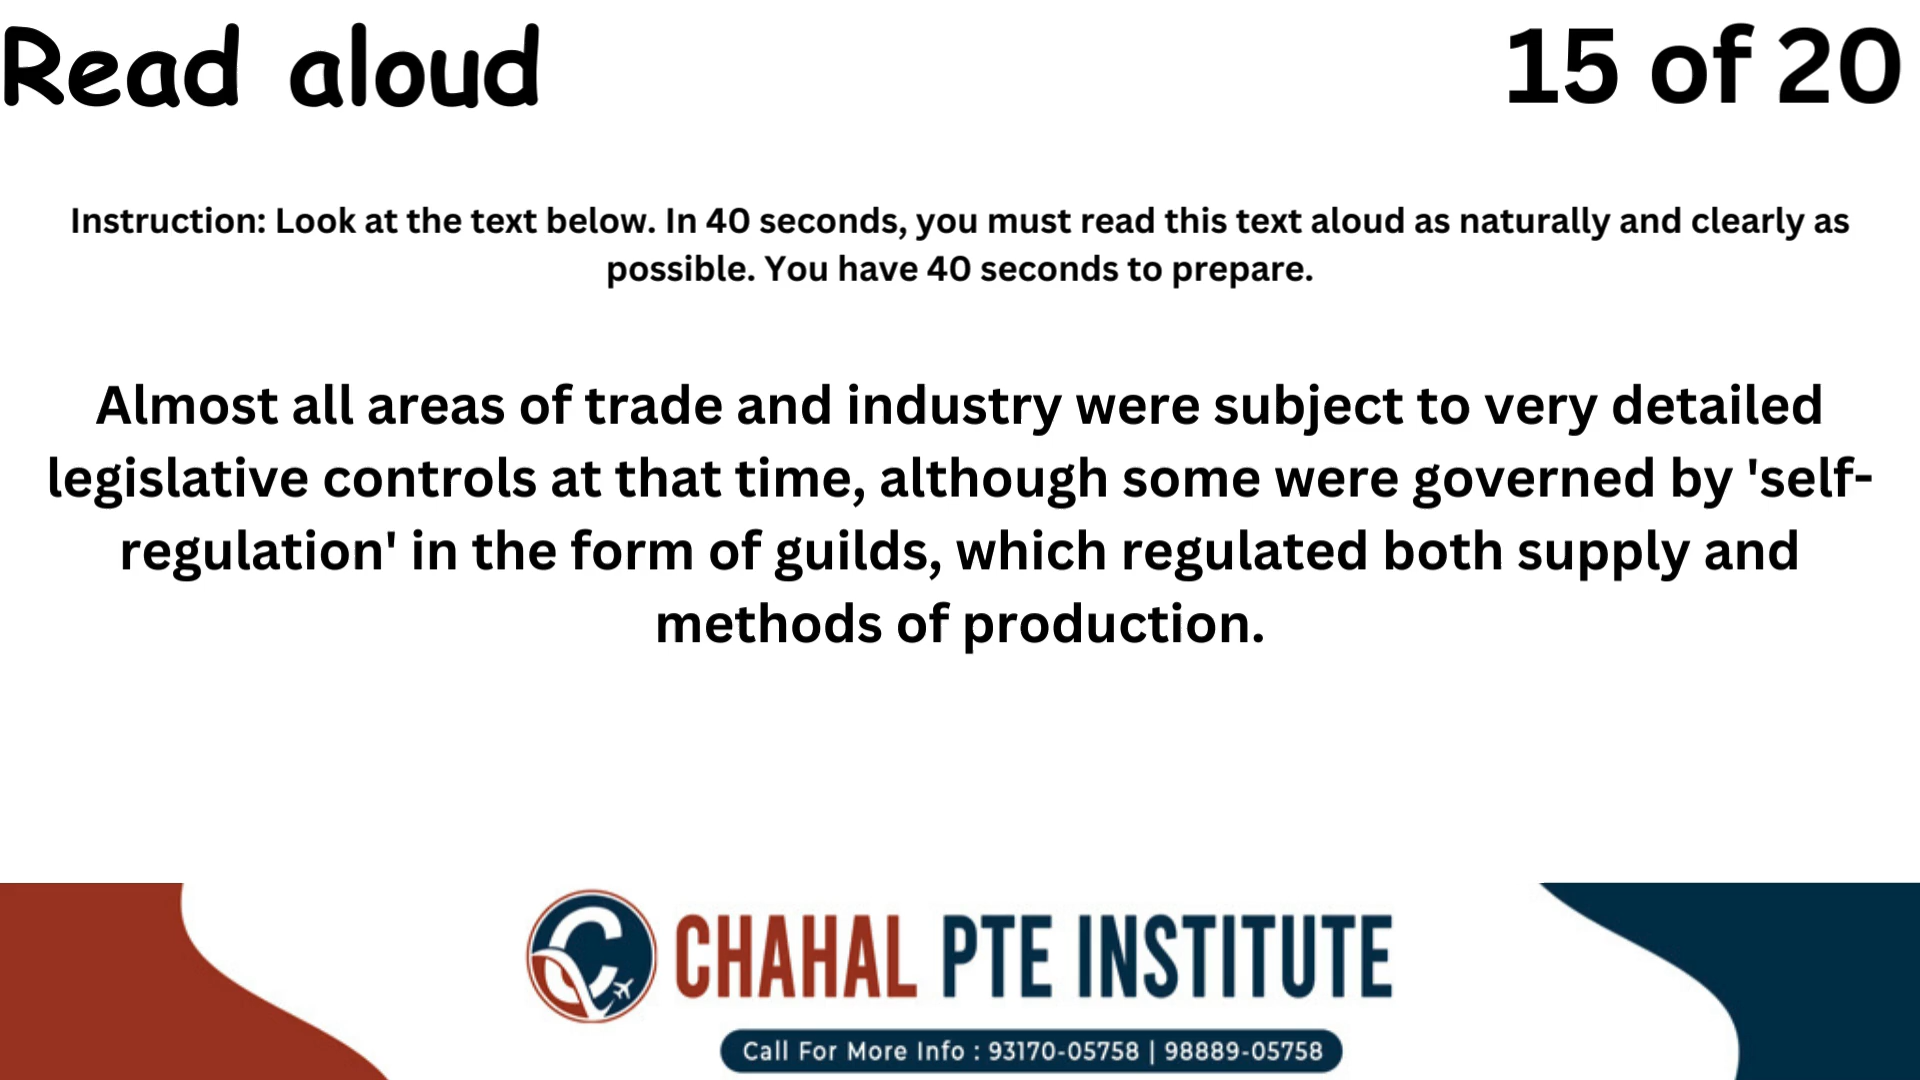 Read aloud
15 of 20
Instruction: Look at the text below. In 40 seconds, you must read this text aloud as naturally and clearly as
possible. You have 40 seconds to prepare.
Almost all areas of trade and industry were subject to very detailed
legislative controls at that time, although some were governed by 'self-
regulation' in the form of guilds, which regulated both supply and
methods of production.
CHAHAL PTE INSTITUTE
Call For More Info : 93170-05758 | 98889-05758